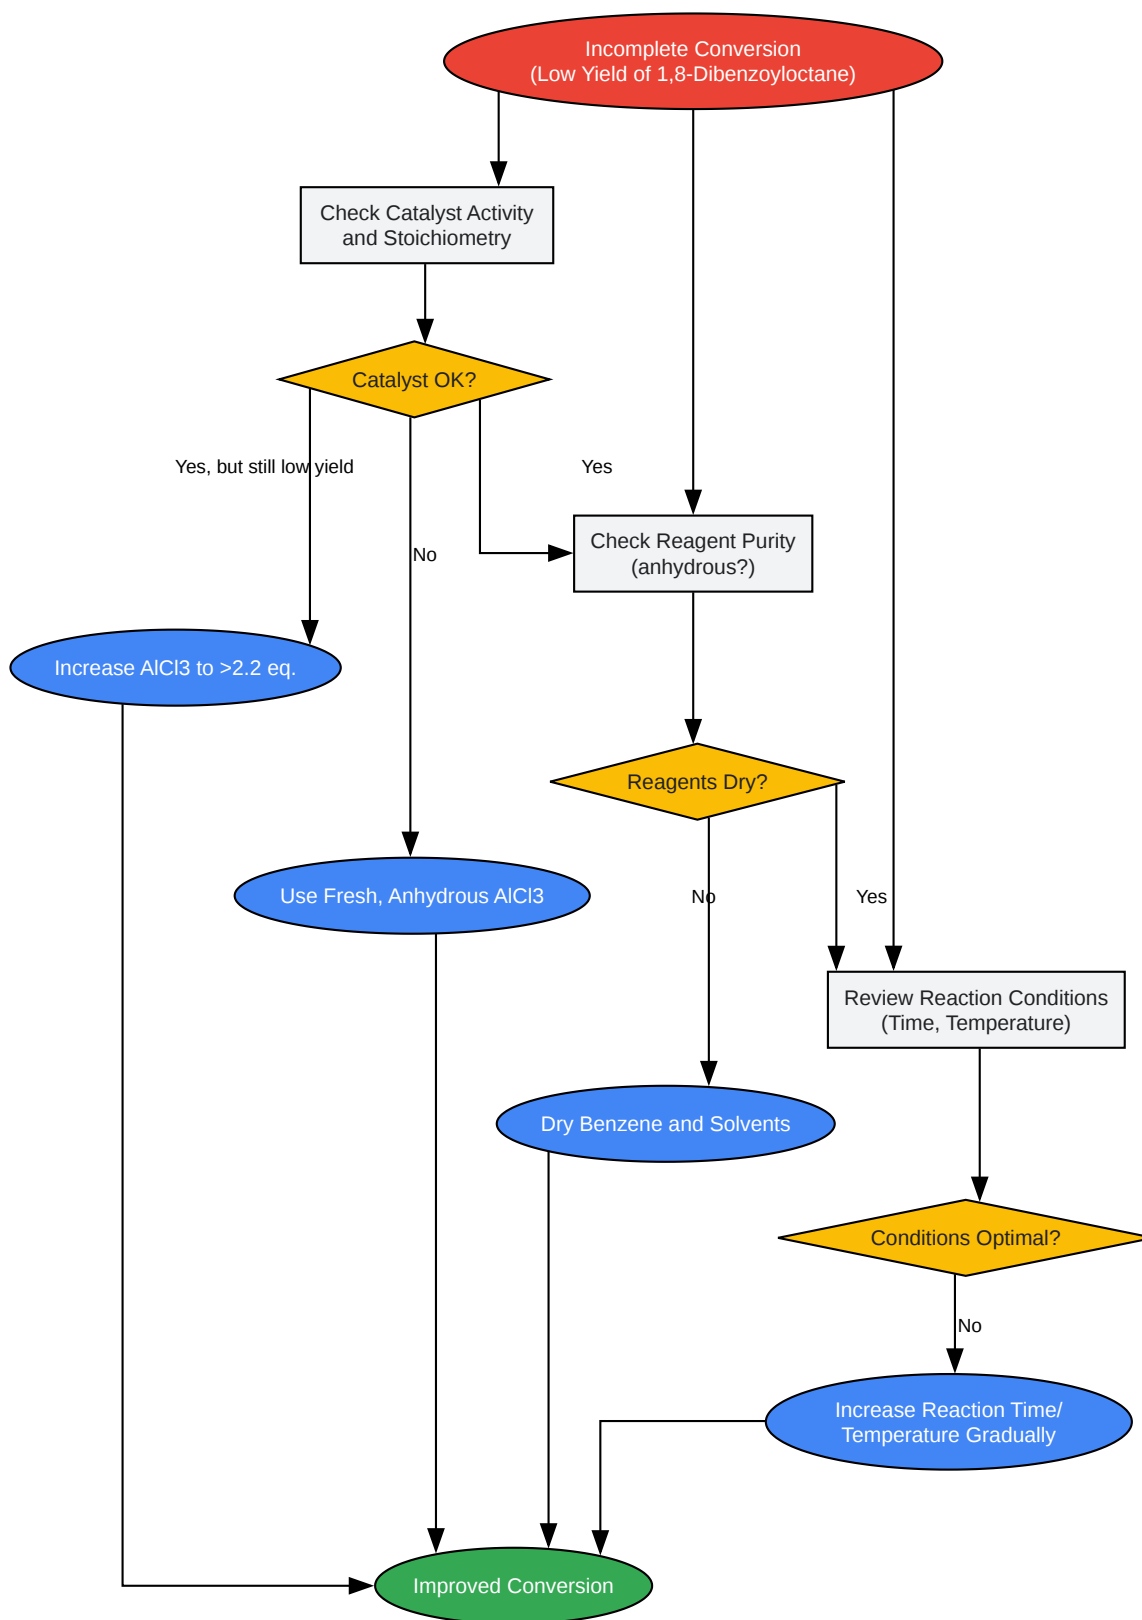 Incomplete Conversion
(Low Yield of 1,8-Dibenzoyloctane)
Check Catalyst Activity
and Stoichiometry
Catalyst OK?
Yes, but still low yield
Yes
Check Reagent Purity
(anhydrous?)
No
Increase AlCl3 to >2.2 eq.
Reagents Dry?
Use Fresh, Anhydrous AlCl3
No
Yes
Review Reaction Conditions
(Time, Temperature)
Dry Benzene and Solvents
Conditions Optimal?
No
Increase Reaction Time/
Temperature Gradually
Improved Conversion